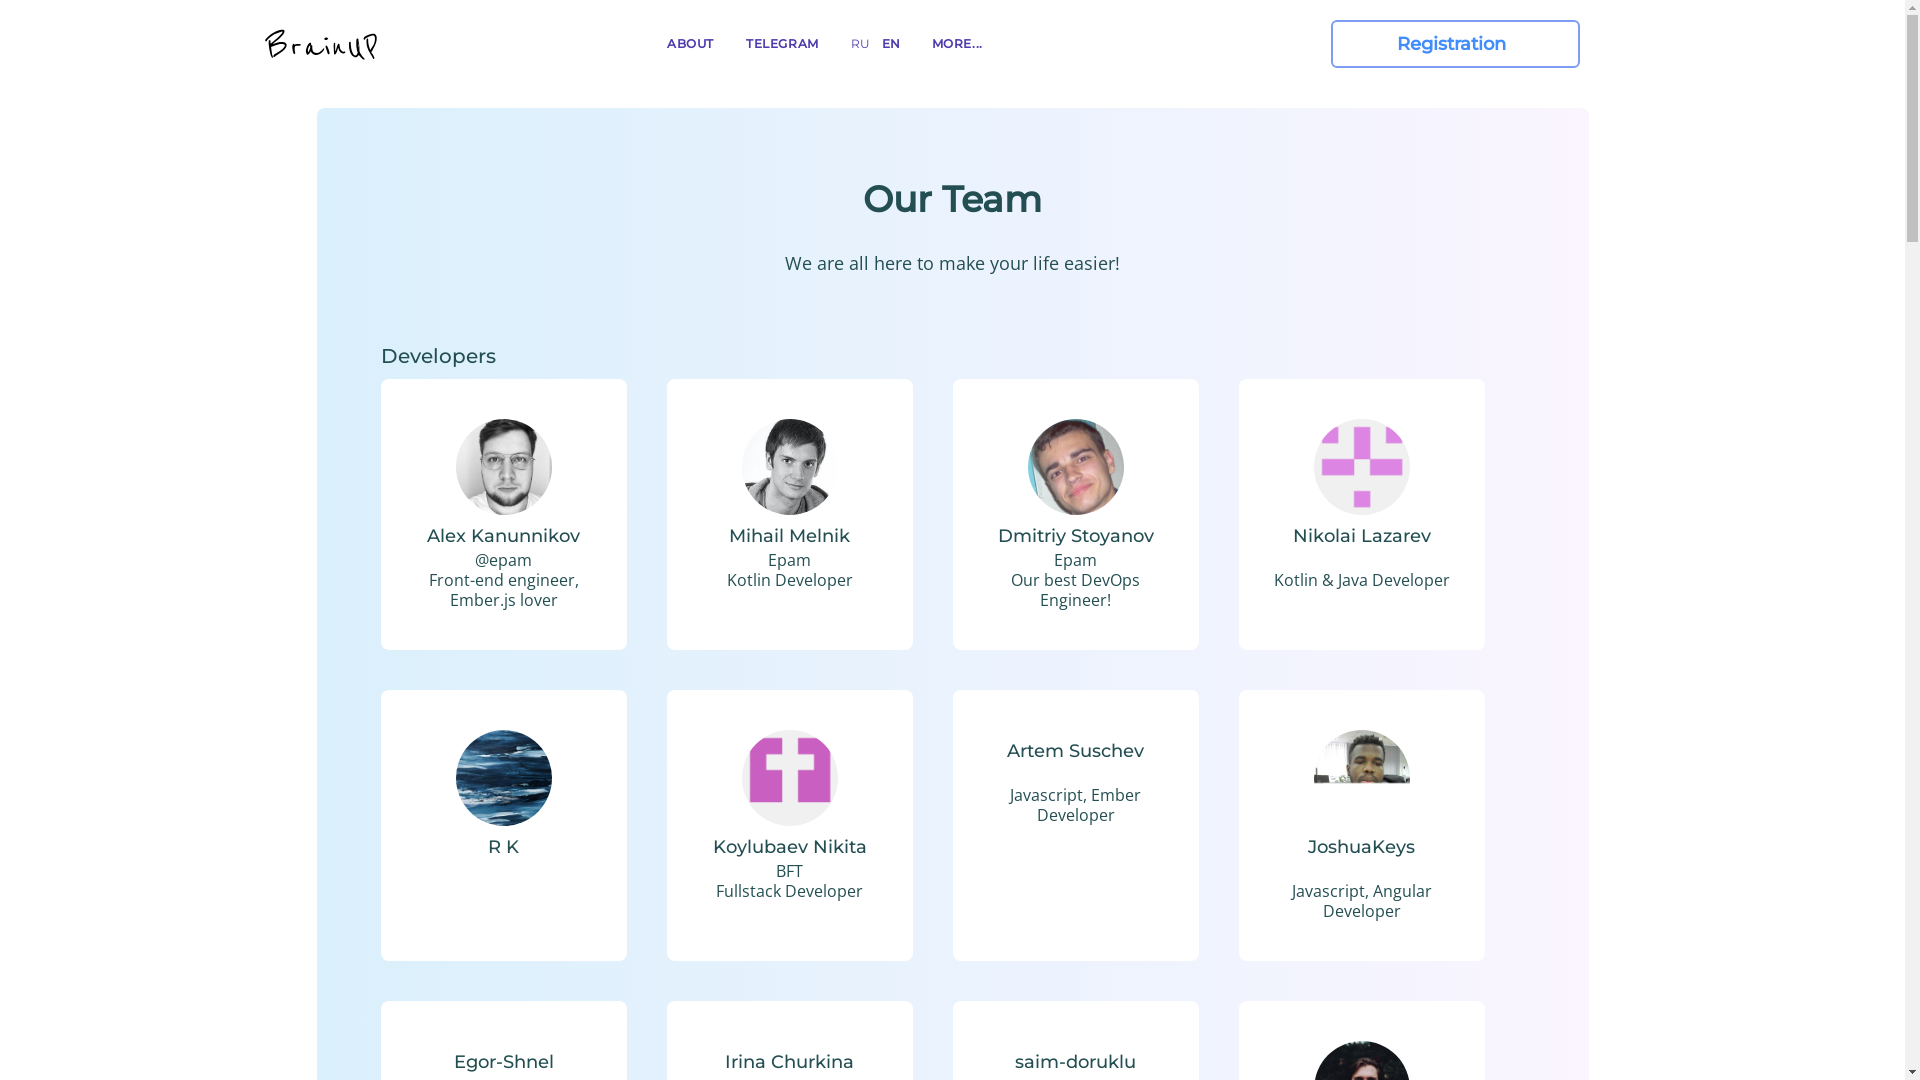 BrainUP
ABOUT
TELEGRAM
RU
EN
MORE...
Registration
Our Team
We are all here to make your life easier!
Developers
Alex Kanunnikov
@epam
Front-end engineer,
Ember.js lover
Mihail Melnik
Epam
Kotlin Developer
Dmitriy Stoyanov
Epam
Our best DevOps
Engineer!
Nikolai Lazarev
Kotlin & Java Developer
R K
Koylubaev Nikita
BFT
Fullstack Developer
Artem Suschev
Javascript, Ember
Developer
JoshuaKeys
Javascript, Angular
Developer
Egor-Shnel
Irina Churkina
saim-doruklu